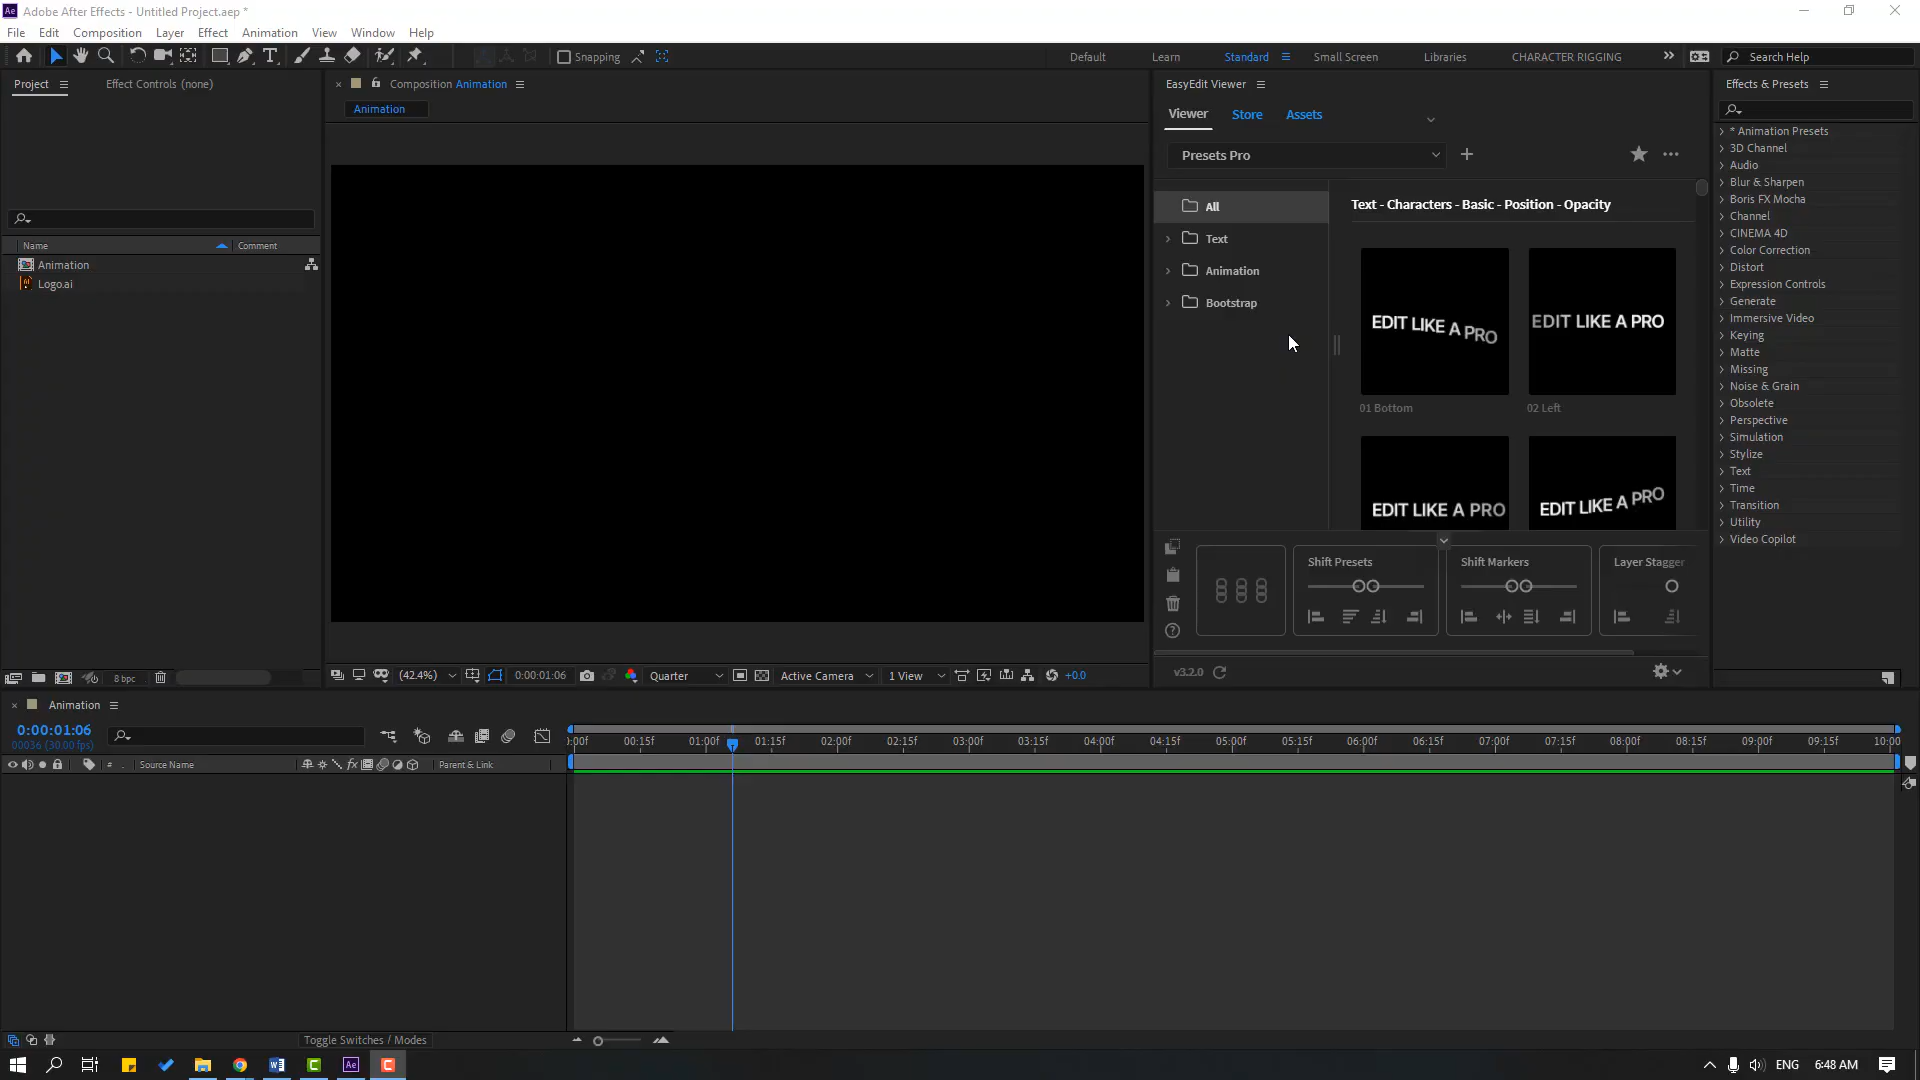 Adobe After Effects - Untitled Project.aep *
File Edit Composition Layer Effect Animation View Window Help
Snapping
Default Learn Standard Small Screen Libraries CHARACTER RIGGING Search Help
Project Effect Controls (none)
Composition Animation
Animation
EasyEdit Viewer
Viewer Store Assets
Presets Pro
All
Text
Animation
Bootstrap
Text - Characters - Basic - Position - Opacity
EDIT LIKE A PRO
EDIT LIKE A PRO
01 Bottom
02 Left
EDIT LIKE A PRO
EDIT LIKE A PRO
Shift Presets
Shift Markers
Layer Stagger
v3.2.0
Effects & Presets
* Animation Presets
3D Channel
Audio
Blur & Sharpen
Boris FX Mocha
Channel
CINEMA 4D
Color Correction
Distort
Expression Controls
Generate
Immersive Video
Keying
Matte
Missing
Noise & Grain
Obsolete
Perspective
Simulation
Stylize
Text
Time
Transition
Utility
Video Copilot
Name Comment
Animation
Logo.ai
8 bpc
(42.4%) 0:00:01:06 Quarter Active Camera 1 View +0.0
Animation
0:00:01:06
00036 (30.00 fps)
# Source Name fx Parent & Link
:00f 00:15f 01:00f 01:15f 02:00f 02:15f 03:00f 03:15f 04:00f 04:15f 05:00f 05:15f 06:00f 06:15f 07:00f 07:15f 08:00f 08:15f 09:00f 09:15f 10:00
Toggle Switches / Modes
ENG 6:48 AM